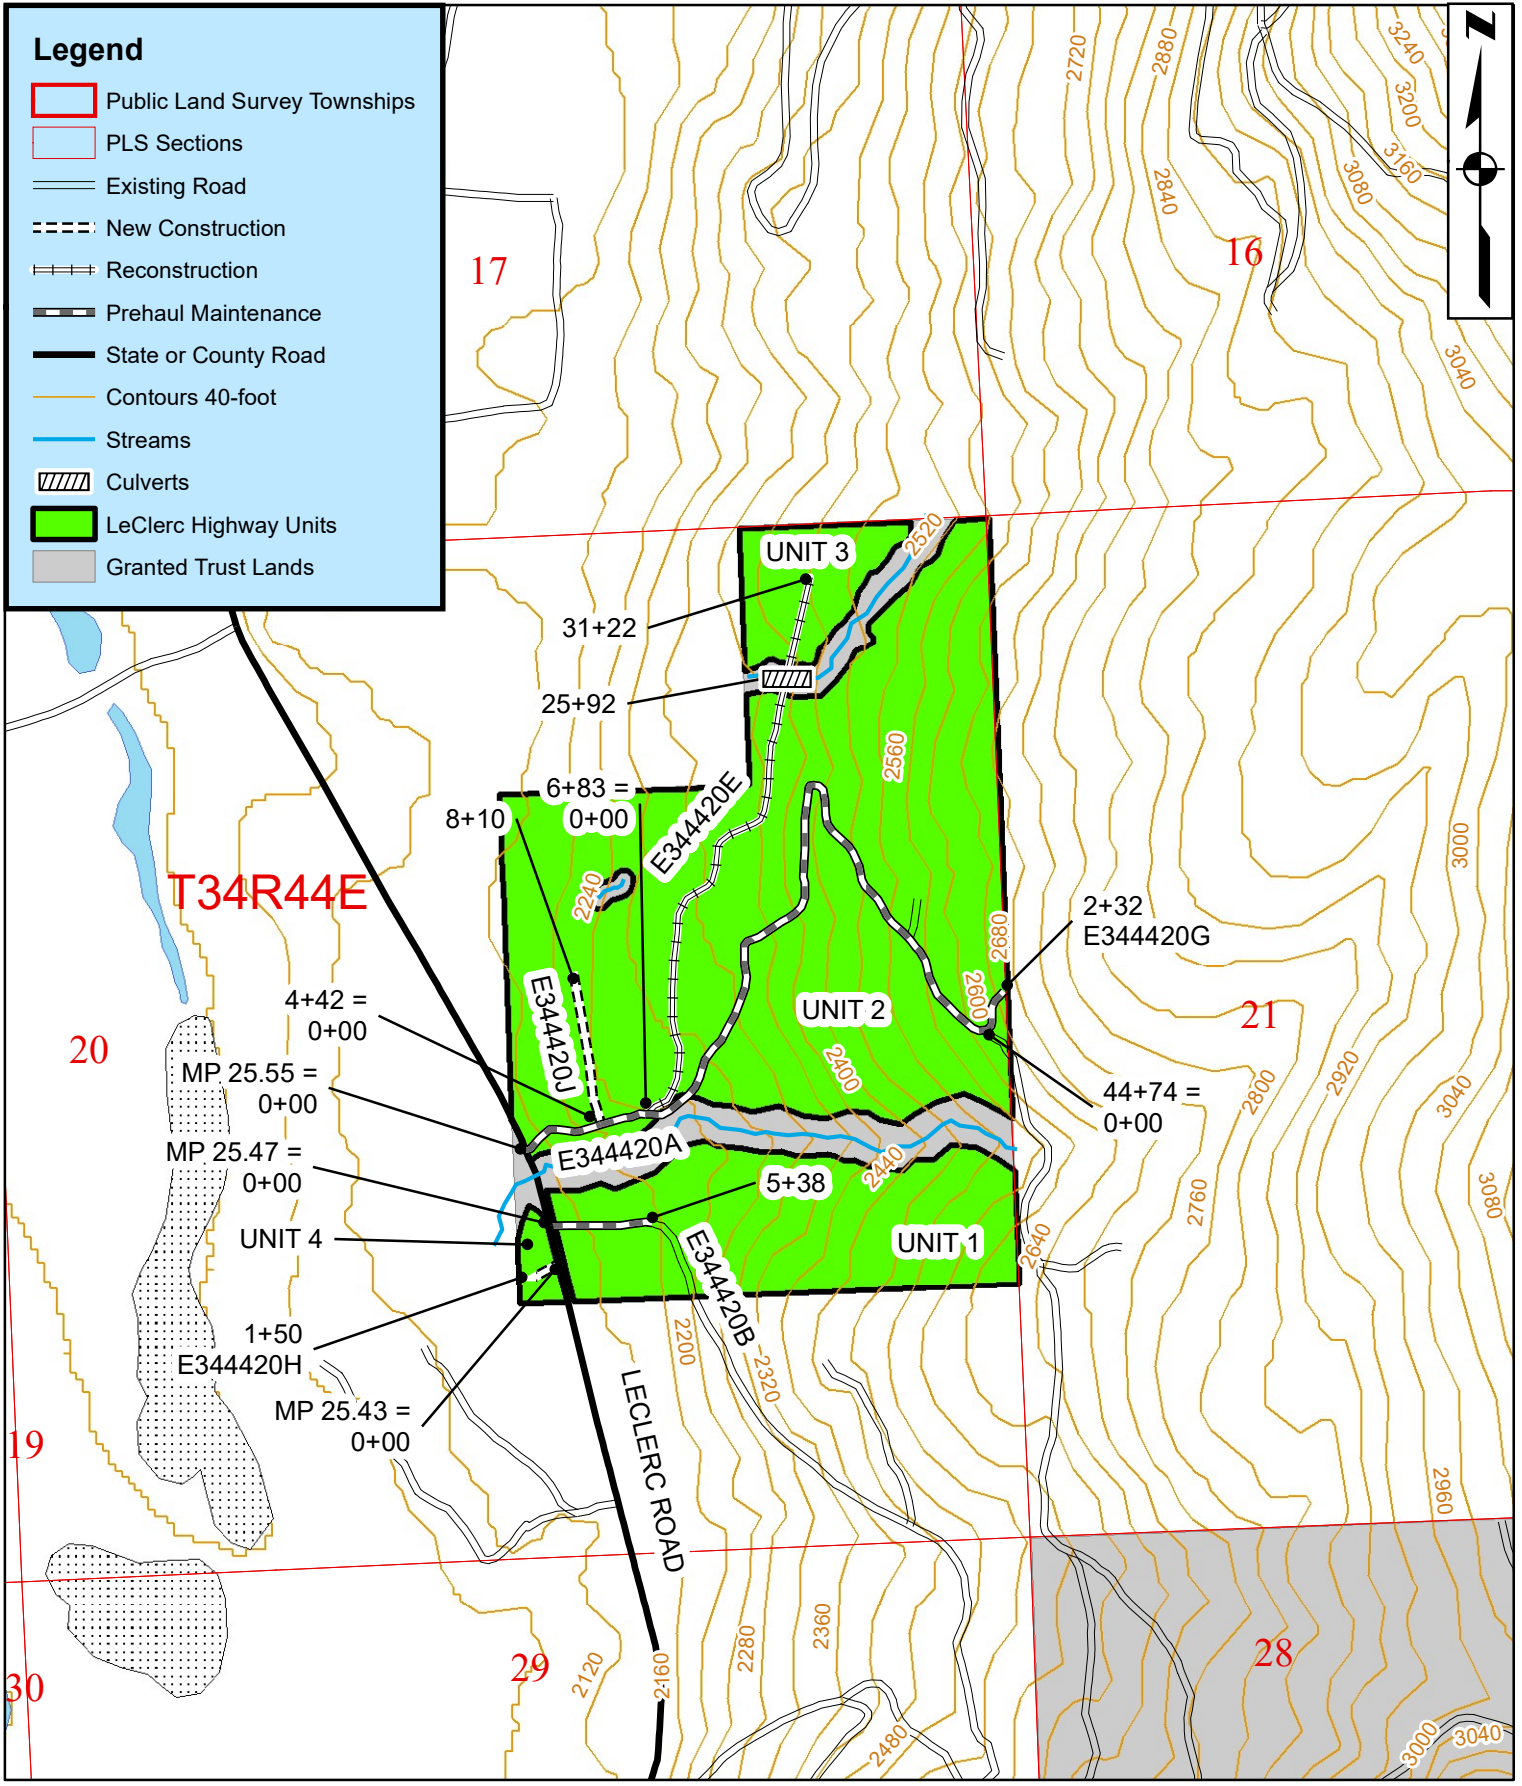 Legend
Public Land Survey Townships
PLS Sections
Existing Road
New Construction
Reconstruction
Prehaul Maintenance
State or County Road
Contours 40-foot
Streams
Culverts
LeClerc Highway Units
Granted Trust Lands
Z
2720
2880
3240
3200
3160
3080
2840
17
16
3040
2520
UNIT 3
31+22
25+92
2560
6+83 =
0+00
8+10
E344420E
3000
T34R44E
2240
2+32
E344420G
2680
2600
E344420J
4+42 =
0+00
UNIT 2
21
20
2400
2920
MP 25.55 =
0+00
44+74 =
0+00
2800
3040
MP 25.47 =
0+00
E344420A
2440
5+38
2760
3080
UNIT 4
UNIT 1
2640
E344420B
1+50
E344420H
2200
2320
MP 25.43 =
0+00
LECLERC ROAD
19
2960
29
2120
2160
2280
2360
28
30
2480
3000
3040